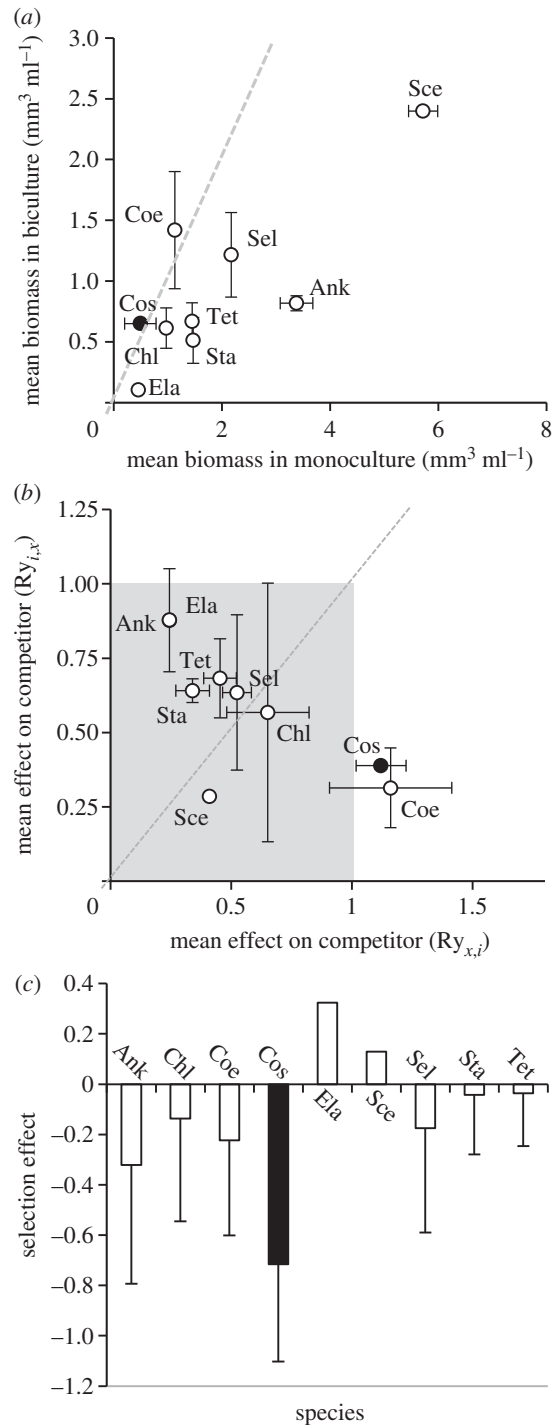 (a)
3.0
2.5
2.0
1.5
1.0
0.5
0
2
4
6
8
mean biomass in biculture (mm³ ml⁻¹)
mean biomass in monoculture (mm³ ml⁻¹)
Sce
Coe
Sel
Cos
Ank
Tet
Chl
Sta
Ela
(b)
1.25
1.00
0.75
0.50
0.25
0
0.5
1
1.5
mean effect on competitor (Ryᵢ,ₓ)
mean effect on competitor (Ryₓ,ᵢ)
Ela
Ank
Tet
Sel
Sta
Chl
Cos
Sce
Coe
(c)
0.4
0.2
0
−0.2
−0.4
−0.6
−0.8
−1.0
−1.2
selection effect
Ank
Chl
Coe
Cos
Ela
Sce
Sel
Sta
Tet
species